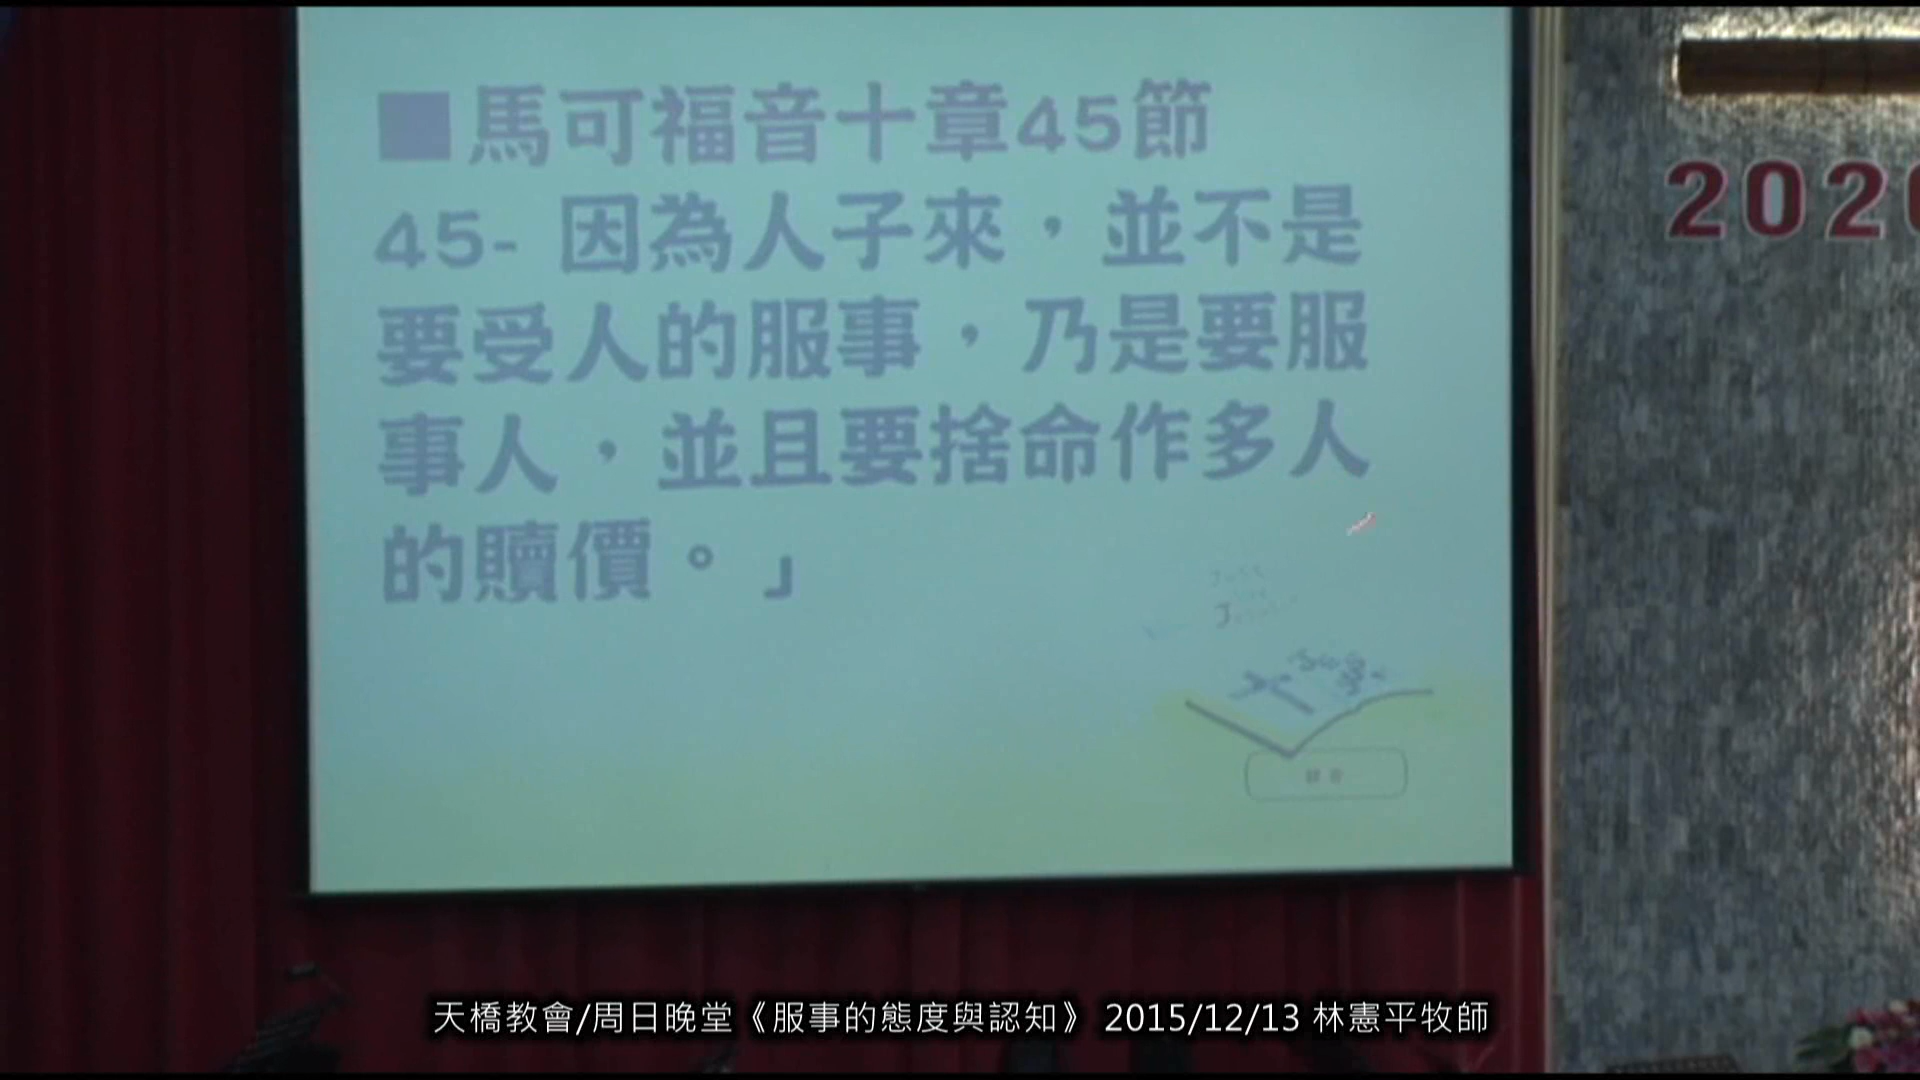 ■馬可福音十章45節
45- 因為人子來，並不是
要受人的服事，乃是要服
事人，並且要捨命作多人
的贖價。」
202
天橋教會/周日晚堂《服事的態度與認知》 2015/12/13 林憲平牧師